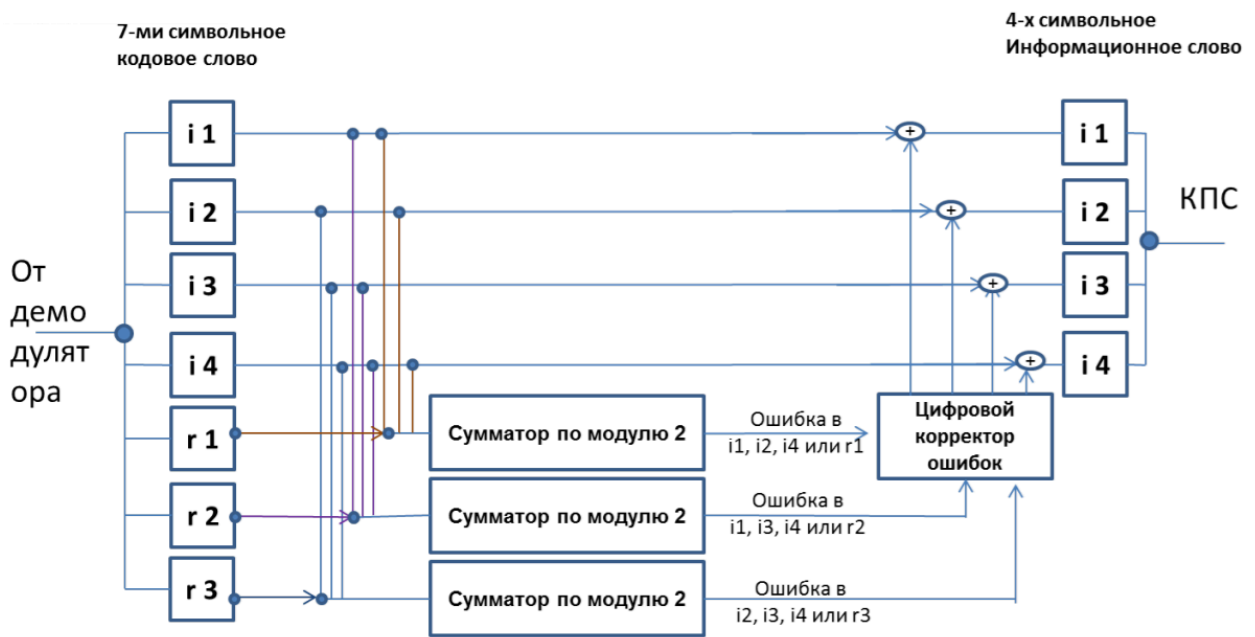 7-ми символьное
кодовое слово
4-х символьное
Информационное слово
i 1
+
i 1
i 2
+
i 2
КПС
От
демо
дулят
ора
i 3
+
i 3
i 4
+
i 4
r 1
Сумматор по модулю 2
Ошибка в
i1, i2, i4 или r1
Цифровой
корректор
ошибок
r 2
Сумматор по модулю 2
Ошибка в
i1, i3, i4 или r2
r 3
Сумматор по модулю 2
Ошибка в
i2, i3, i4 или r3